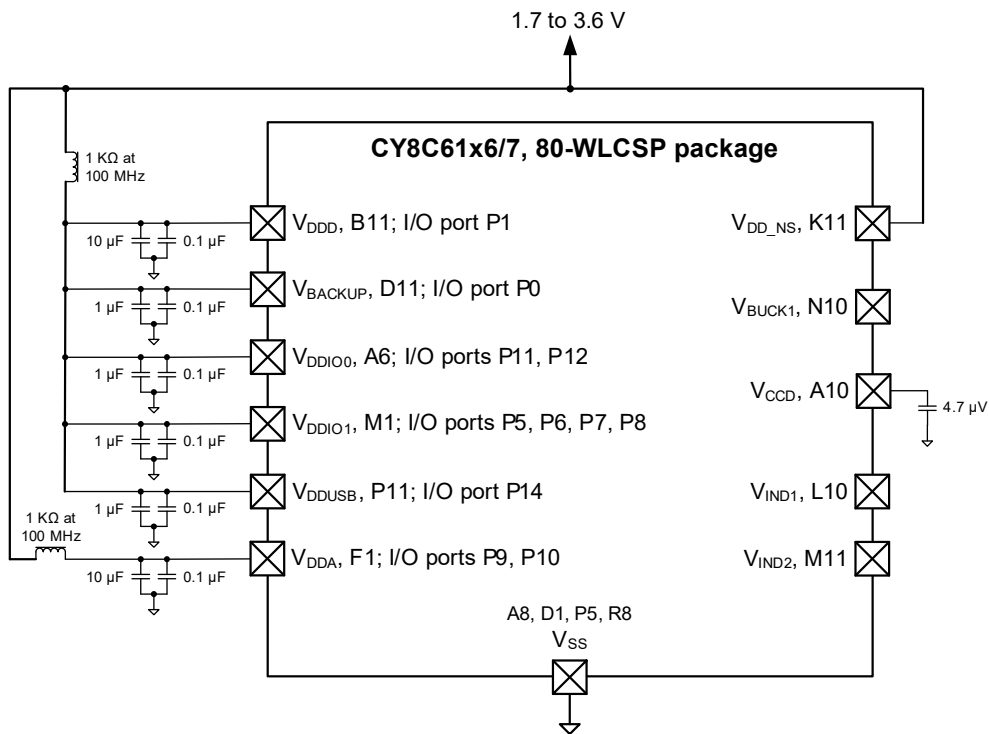 1.7 to 3.6 V
CY8C61x6/7, 80-WLCSP package
1 KΩ at
100 MHz
10 µF
0.1 µF
VDDD, B11; I/O port P1
1 µF
0.1 µF
VBACKUP, D11; I/O port P0
1 µF
0.1 µF
VDDIO0, A6; I/O ports P11, P12
1 µF
0.1 µF
VDDIO1, M1; I/O ports P5, P6, P7, P8
1 µF
0.1 µF
VDDUSB, P11; I/O port P14
1 KΩ at
100 MHz
10 µF
0.1 µF
VDDA, F1; I/O ports P9, P10
VDD_NS, K11
VBUCK1, N10
VCCD, A10
4.7 µV
VIND1, L10
VIND2, M11
A8, D1, P5, R8
VSS